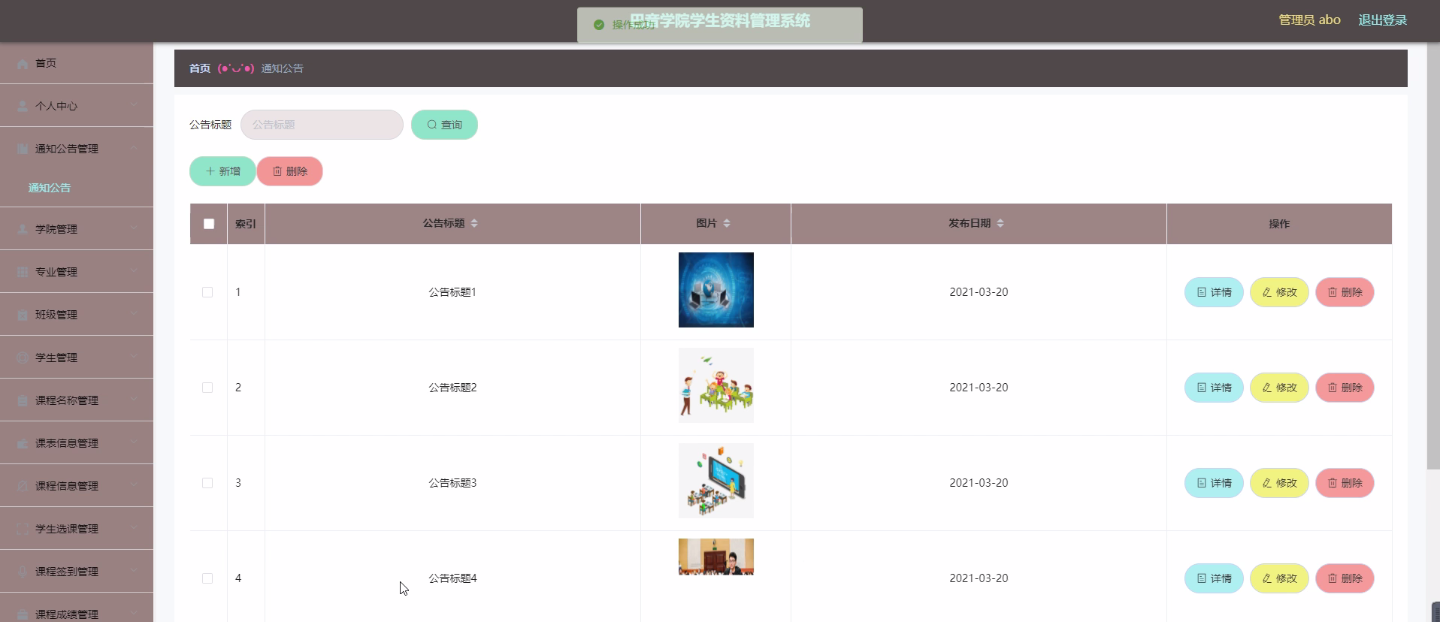 巴帝学院学生资料管理系统
操作成功
管理员 abo 退出登录
首页 (●'◡'●) 通知公告
首页
个人中心
通知公告管理
通知公告
学院管理
专业管理
班级管理
学生管理
课程名称管理
课表信息管理
课程信息管理
学生选课管理
课程签到管理
课程成绩管理
公告标题 公告标题 查询
新增 删除
索引 公告标题 图片 发布日期 操作
1 公告标题1 2021-03-20 详情 修改 删除
2 公告标题2 2021-03-20 详情 修改 删除
3 公告标题3 2021-03-20 详情 修改 删除
4 公告标题4 2021-03-20 详情 修改 删除